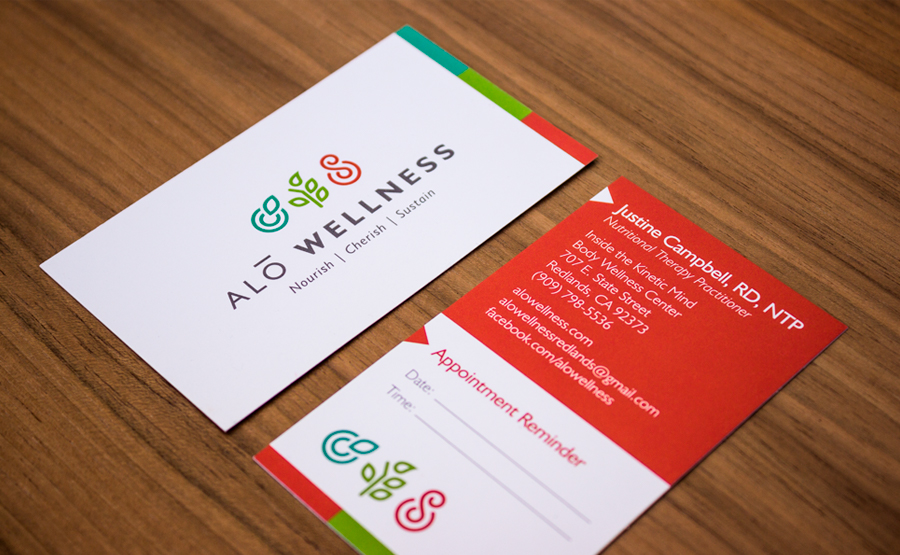 ALŌ WELLNESS
Nourish | Cherish | Sustain
Justine Campbell, RD, NTP
Nutritional Therapy Practitioner
Inside the Kinetic Mind
Body Wellness Center
707 E. State Street
Redlands, CA 92373
(909) 798-5536
alowellness.com
alowellnessredlands@gmail.com
facebook.com/alowellness
Appointment Reminder
Date:
Time: